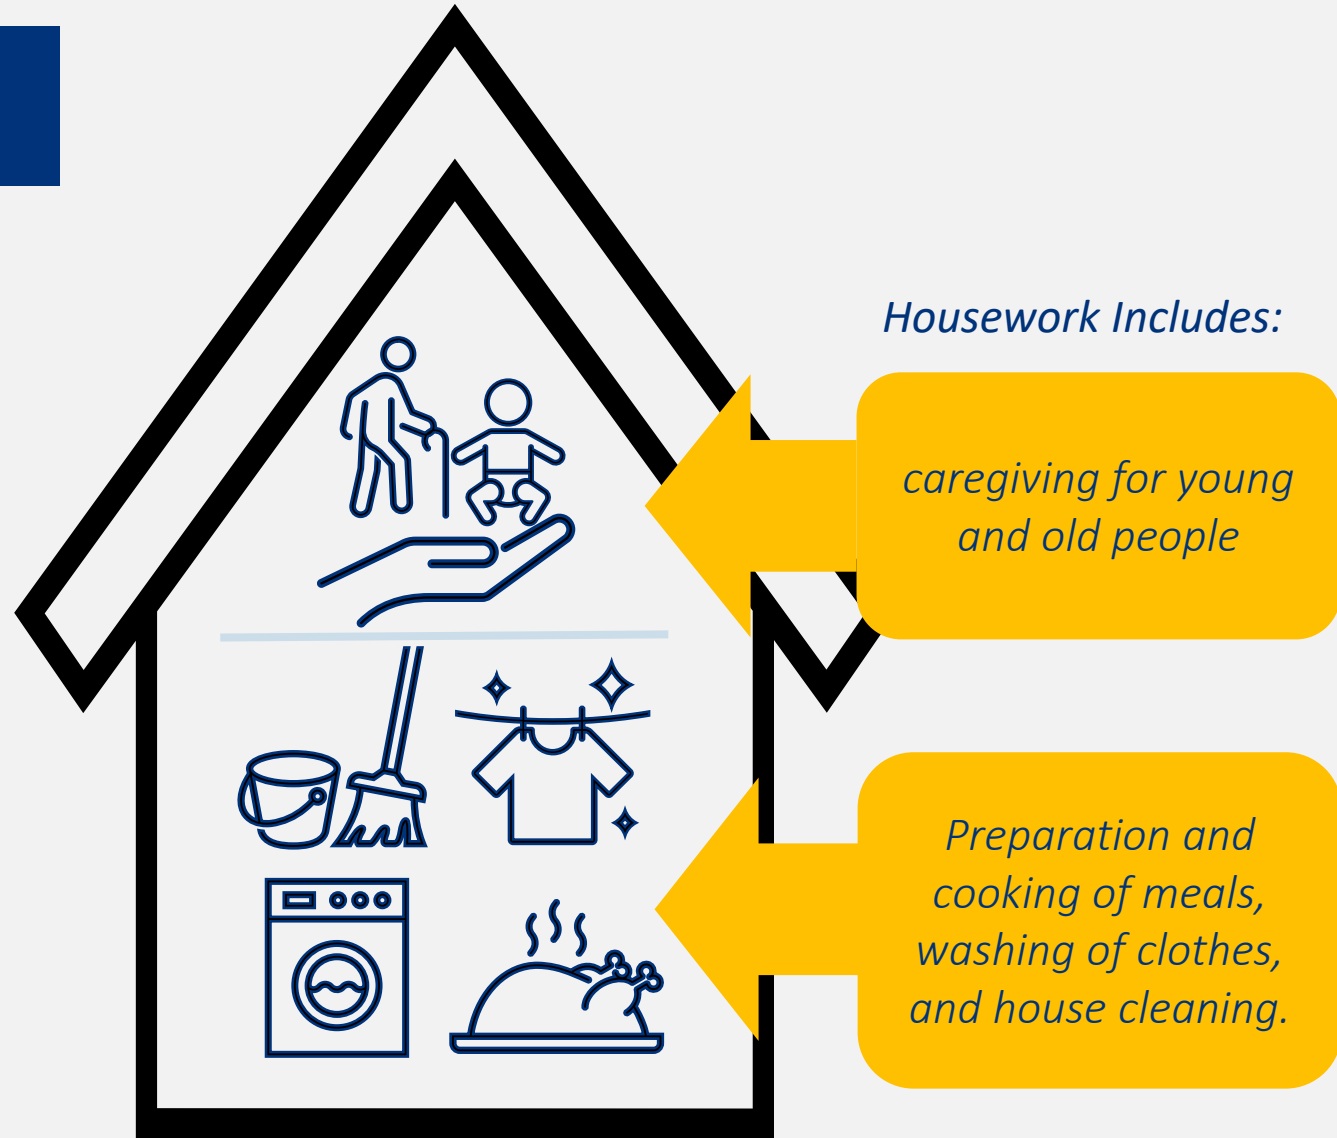 Housework Includes:
caregiving for young
and old people
Preparation and
cooking of meals,
washing of clothes,
and house cleaning.